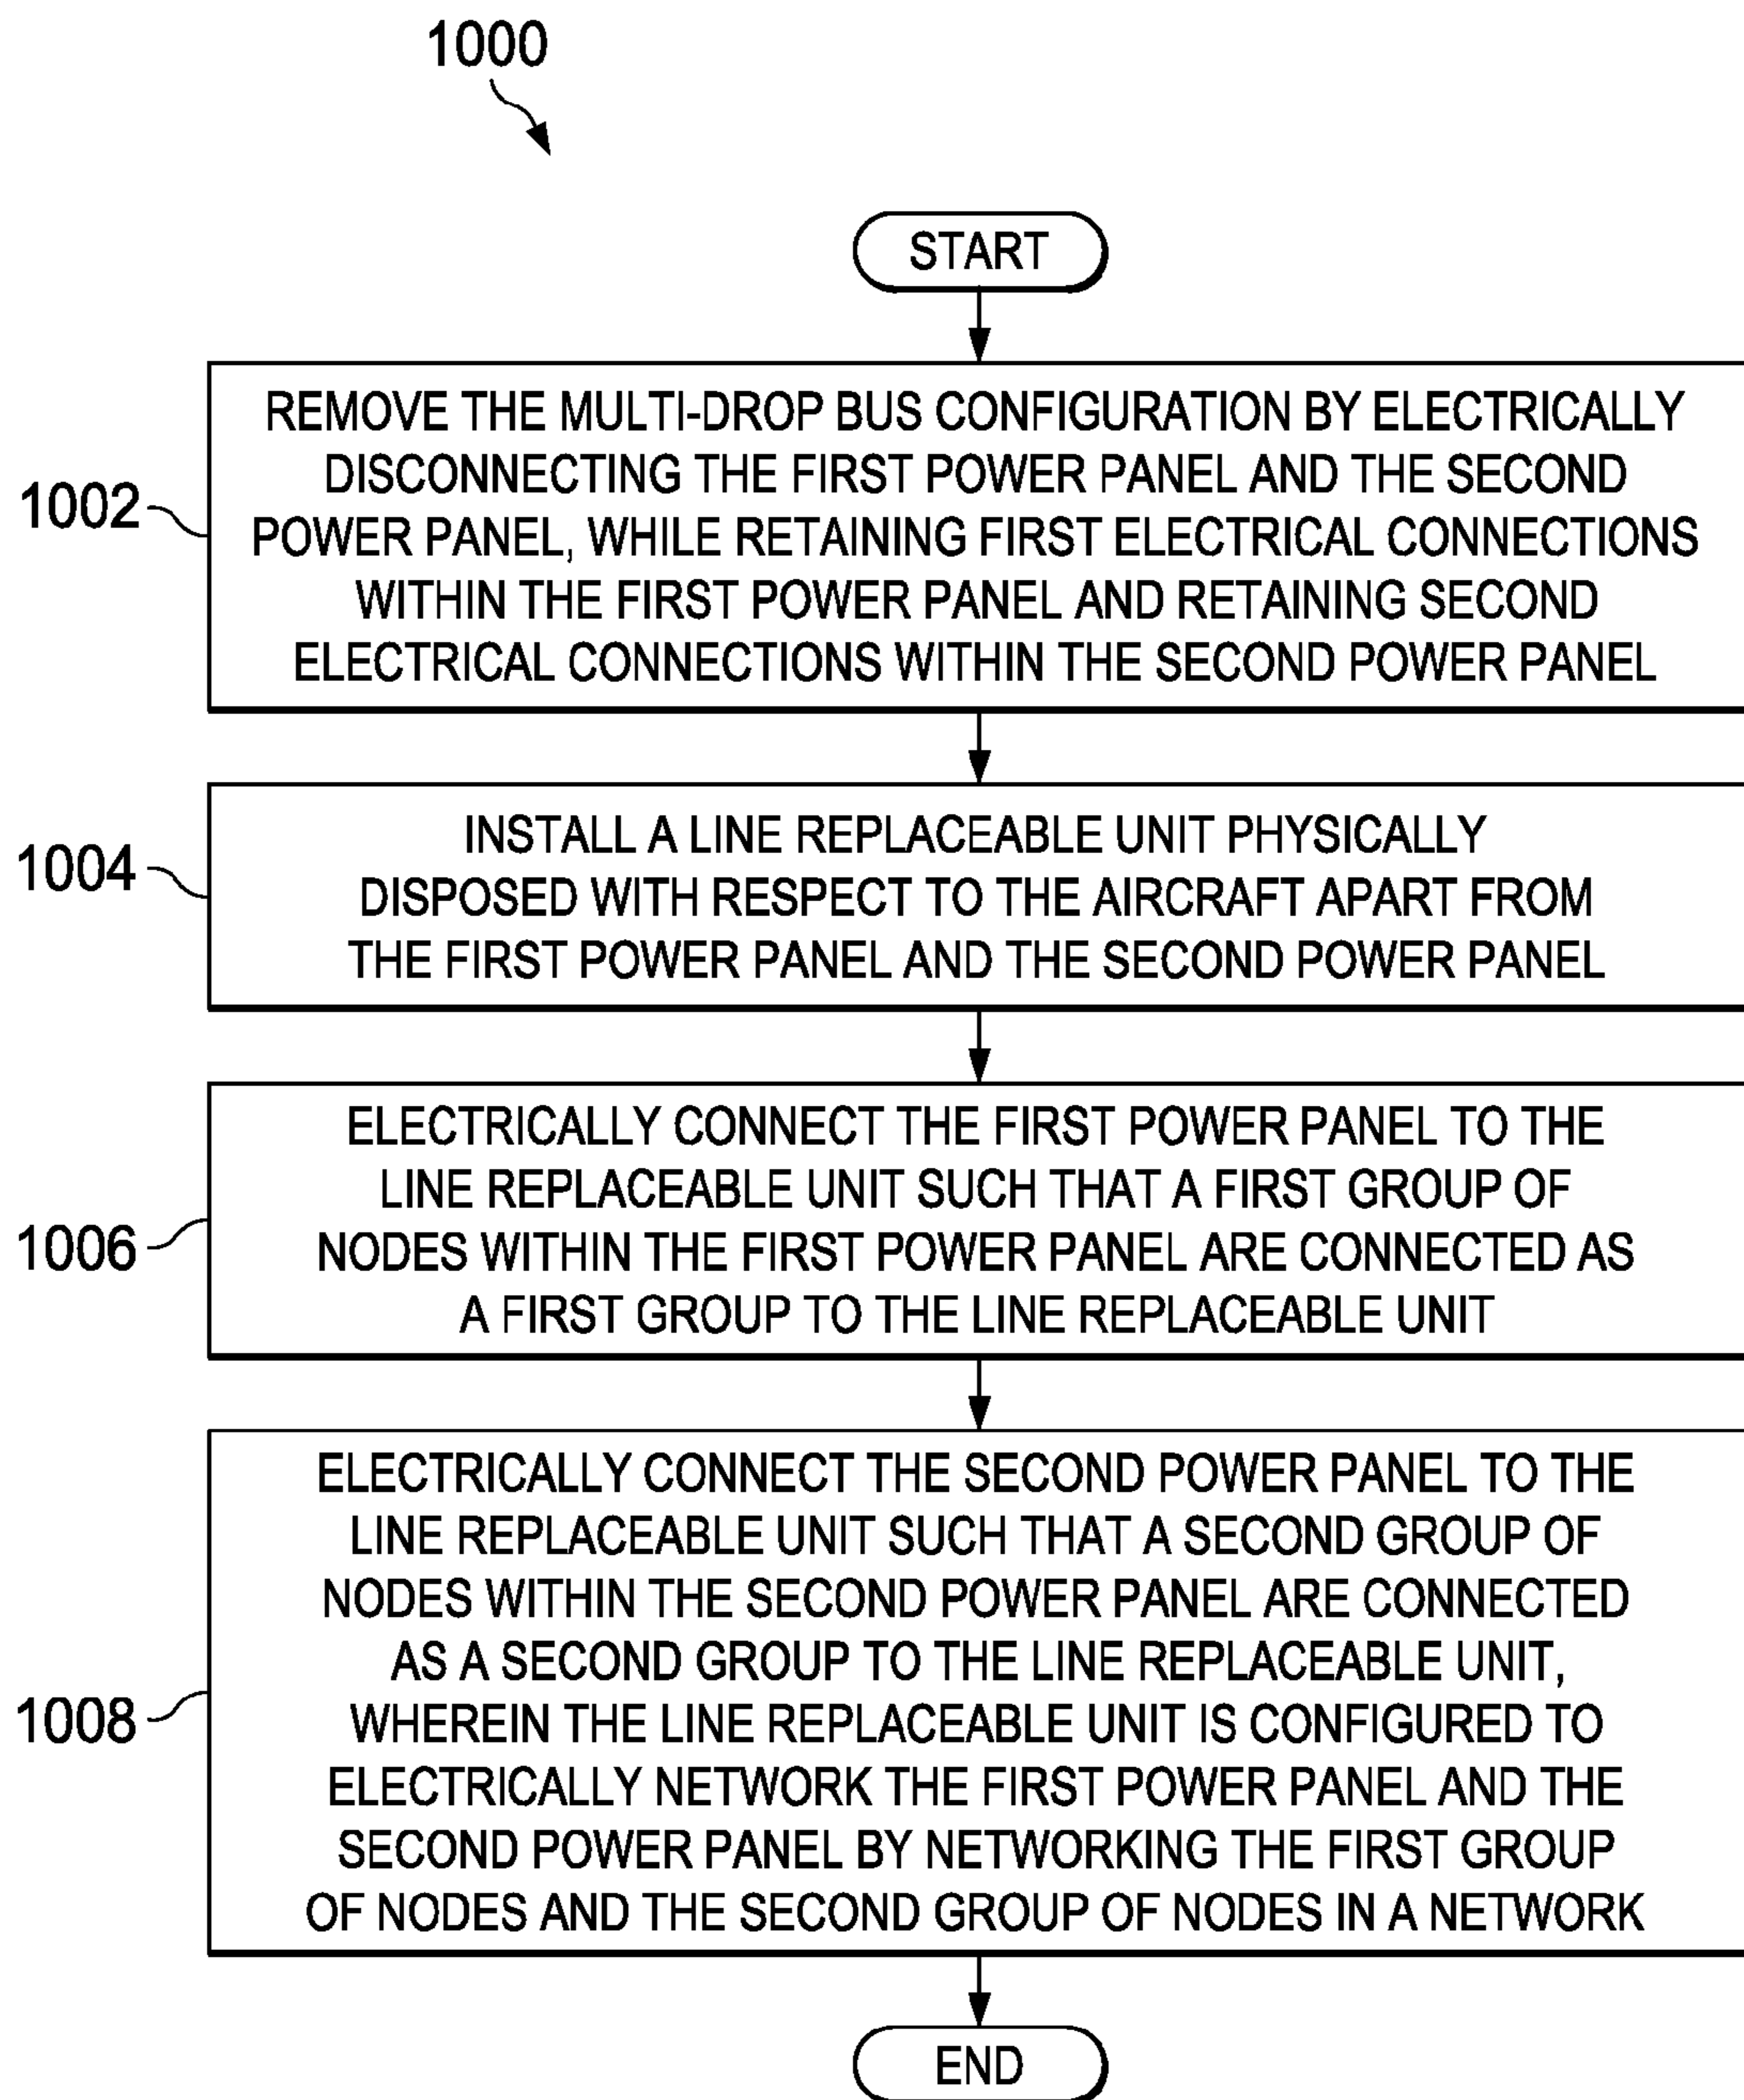 1000
START
REMOVE THE MULTI-DROP BUS CONFIGURATION BY ELECTRICALLY
DISCONNECTING THE FIRST POWER PANEL AND THE SECOND
POWER PANEL, WHILE RETAINING FIRST ELECTRICAL CONNECTIONS
WITHIN THE FIRST POWER PANEL AND RETAINING SECOND
ELECTRICAL CONNECTIONS WITHIN THE SECOND POWER PANEL
1002
INSTALL A LINE REPLACEABLE UNIT PHYSICALLY
DISPOSED WITH RESPECT TO THE AIRCRAFT APART FROM
THE FIRST POWER PANEL AND THE SECOND POWER PANEL
1004
ELECTRICALLY CONNECT THE FIRST POWER PANEL TO THE
LINE REPLACEABLE UNIT SUCH THAT A FIRST GROUP OF
NODES WITHIN THE FIRST POWER PANEL ARE CONNECTED AS
A FIRST GROUP TO THE LINE REPLACEABLE UNIT
1006
ELECTRICALLY CONNECT THE SECOND POWER PANEL TO THE
LINE REPLACEABLE UNIT SUCH THAT A SECOND GROUP OF
NODES WITHIN THE SECOND POWER PANEL ARE CONNECTED
AS A SECOND GROUP TO THE LINE REPLACEABLE UNIT,
WHEREIN THE LINE REPLACEABLE UNIT IS CONFIGURED TO
ELECTRICALLY NETWORK THE FIRST POWER PANEL AND THE
SECOND POWER PANEL BY NETWORKING THE FIRST GROUP
OF NODES AND THE SECOND GROUP OF NODES IN A NETWORK
1008
END